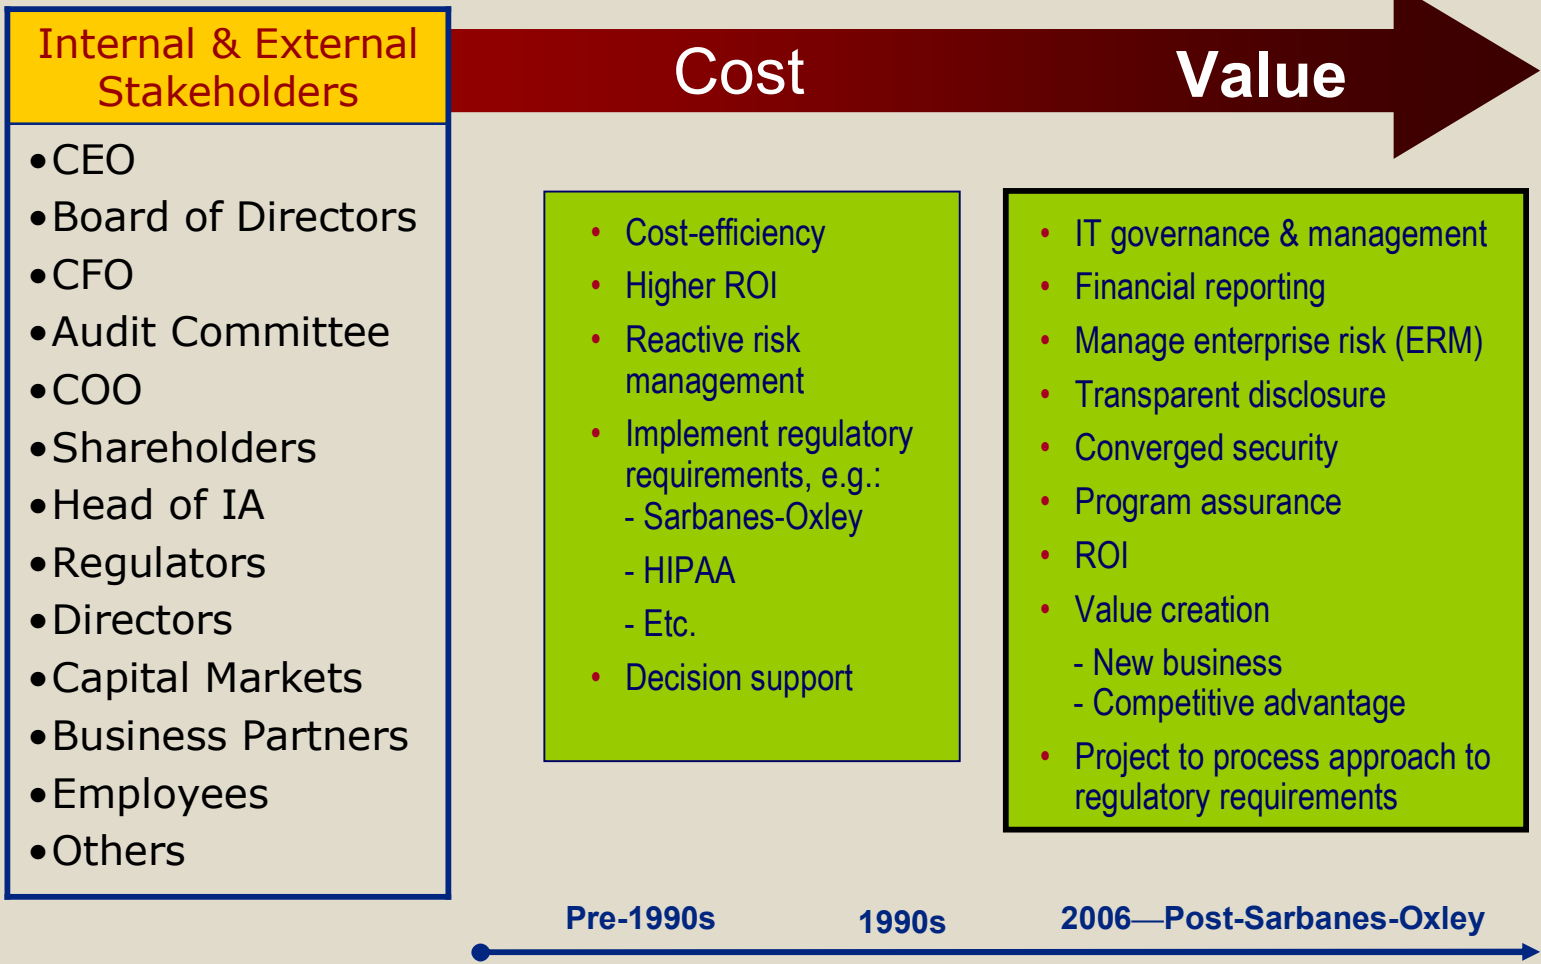 Internal & External
Stakeholders
•CEO
•Board of Directors
•CFO
•Audit Committee
•COO
•Shareholders
•Head of IA
•Regulators
•Directors
•Capital Markets
•Business Partners
•Employees
•Others
Cost
Value
• Cost-efficiency
• Higher ROI
• Reactive risk
management
• Implement regulatory
requirements, e.g.:
- Sarbanes-Oxley
- HIPAA
- Etc.
• Decision support
• IT governance & management
• Financial reporting
• Manage enterprise risk (ERM)
• Transparent disclosure
• Converged security
• Program assurance
• ROI
• Value creation
- New business
- Competitive advantage
• Project to process approach to
regulatory requirements
Pre-1990s
1990s
2006—Post-Sarbanes-Oxley